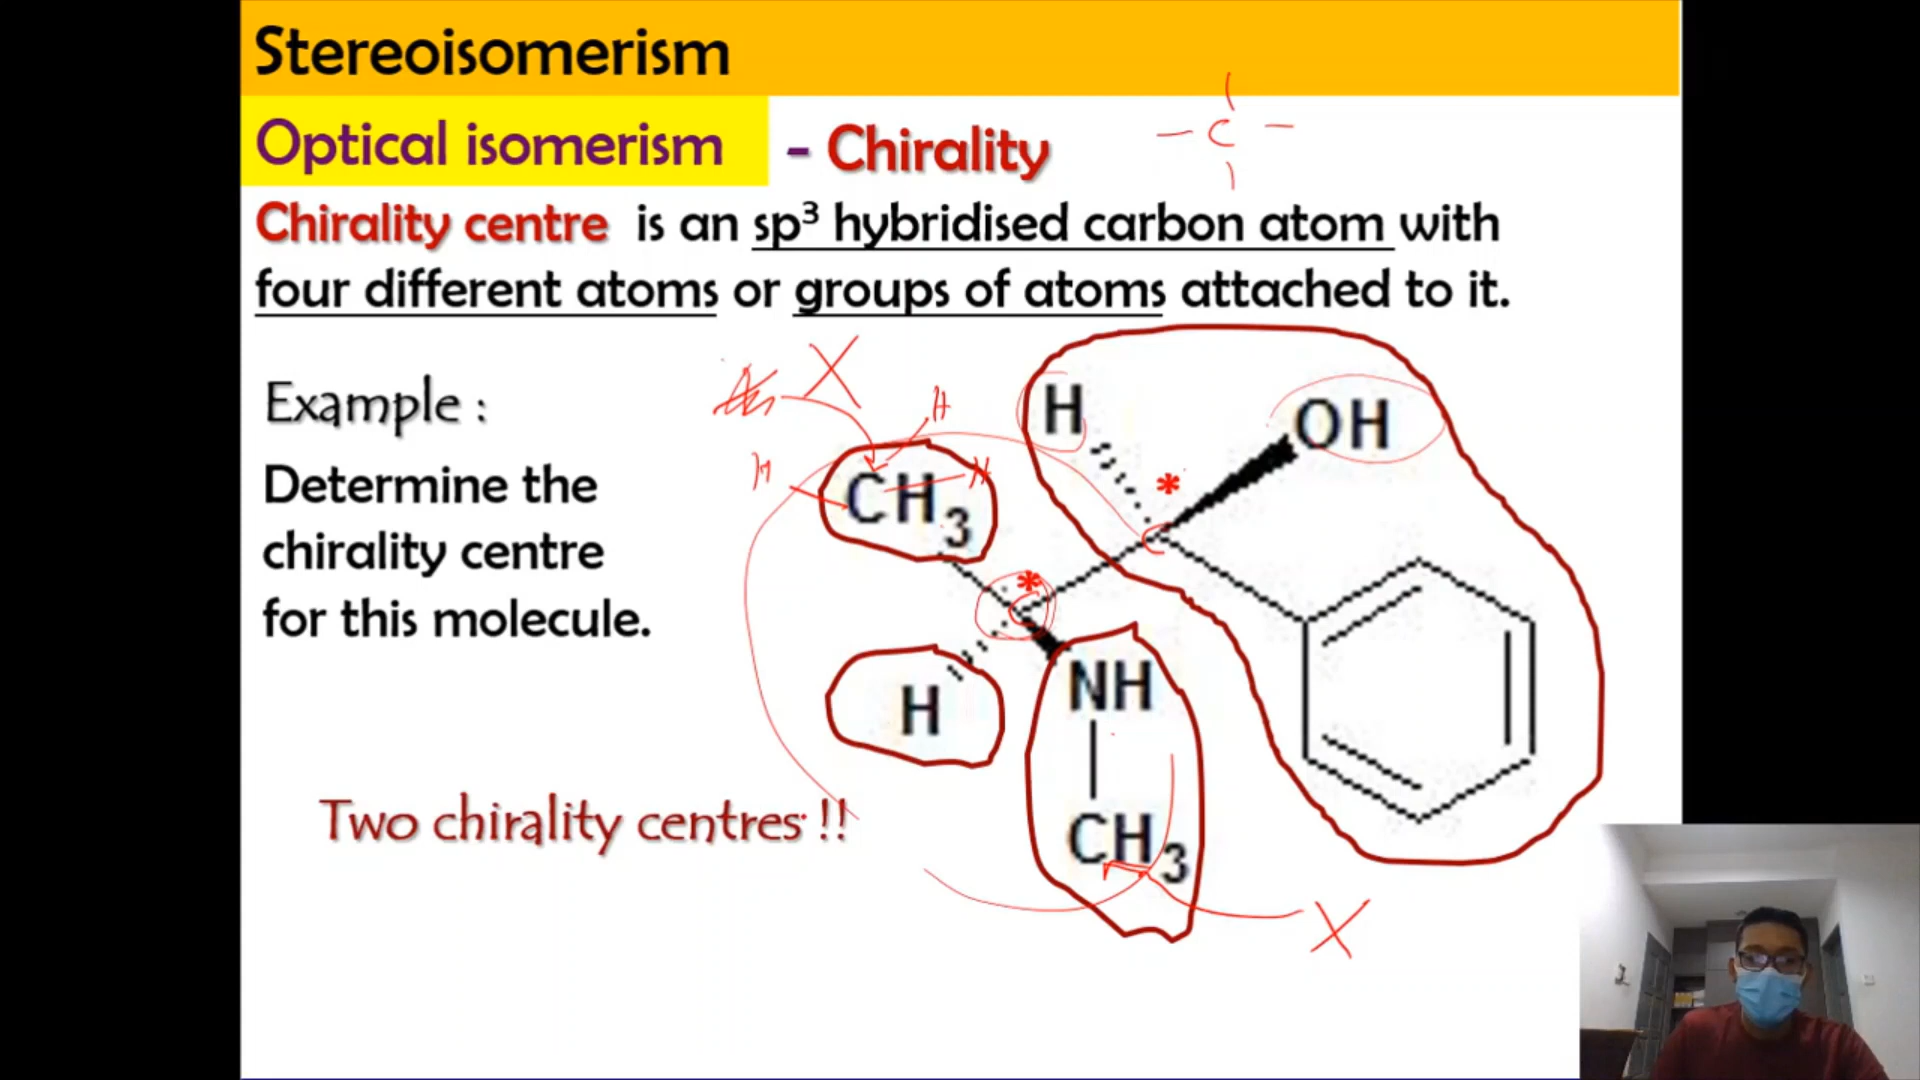 Stereoisomerism
Optical isomerism - Chirality
C
Chirality centre is an sp³ hybridised carbon atom with
four different atoms or groups of atoms attached to it.
Example :
Determine the
chirality centre
for this molecule.
Two chirality centres !!
X
H
H
H
CH₃
H
OH
*
*
C
C
H
NH
CH₃
X